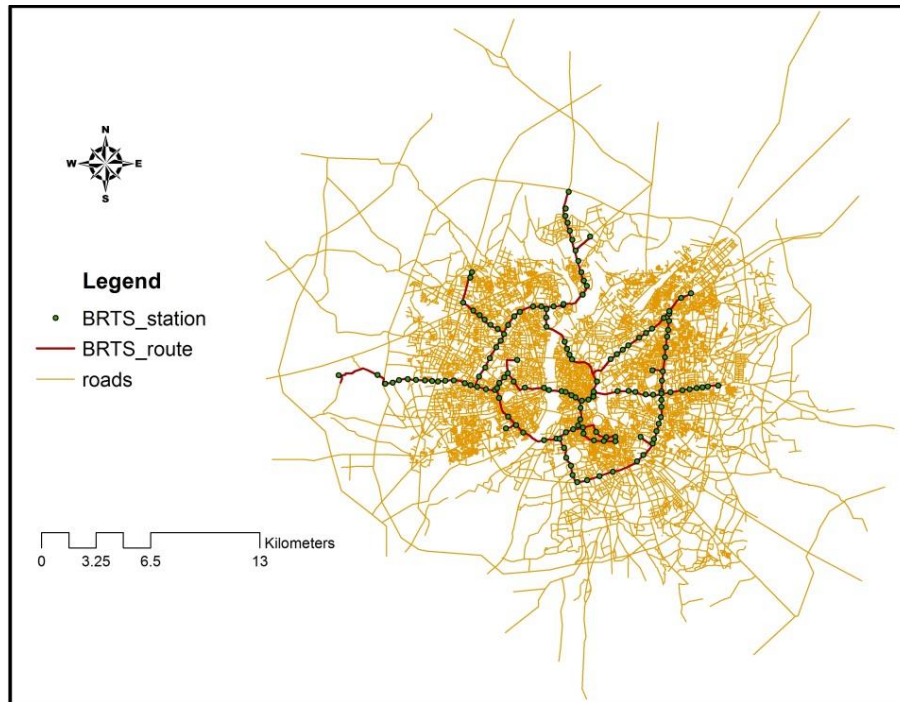 N
W E
S
Legend
BRTS_station
BRTS_route
roads
Kilometers
0 3.25 6.5 13